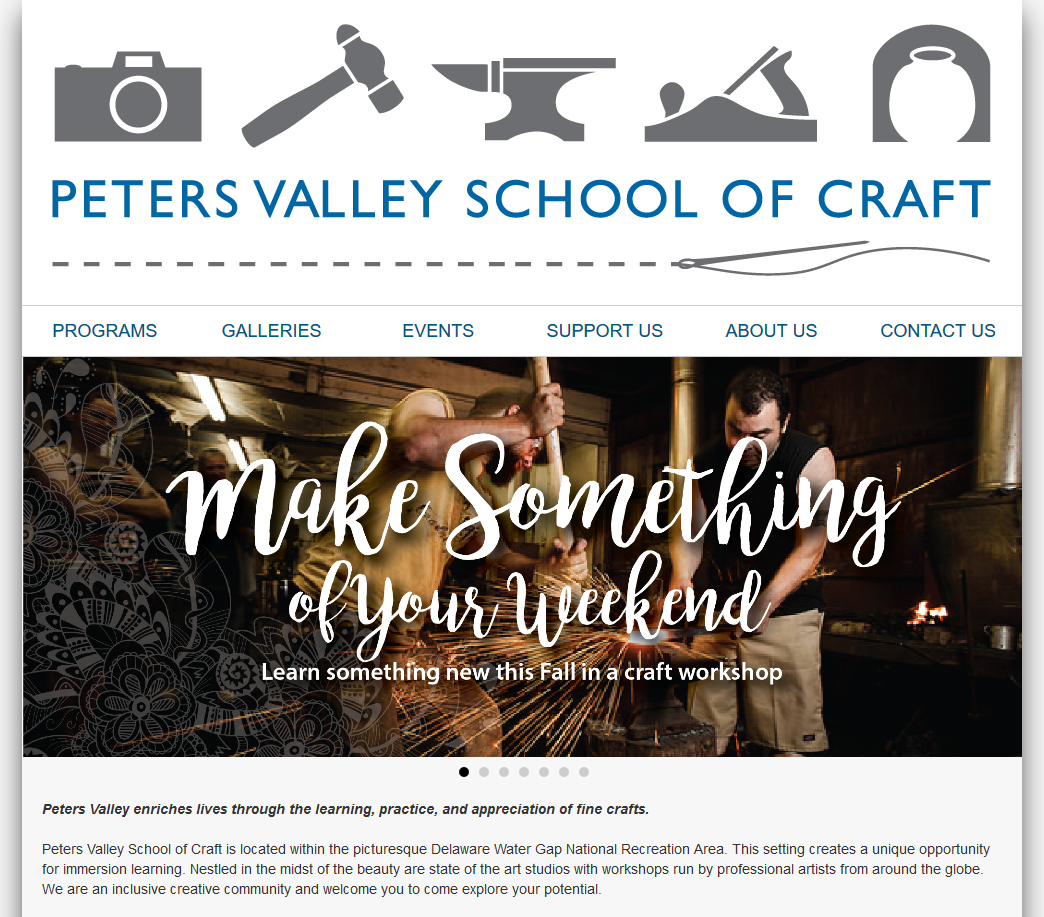 PETERS VALLEY SCHOOL OF CRAFT
PROGRAMS GALLERIES EVENTS SUPPORT US ABOUT US CONTACT US
Make Something
of Your Weekend
Learn something new this Fall in a craft workshop
Peters Valley enriches lives through the learning, practice, and appreciation of fine crafts.
Peters Valley School of Craft is located within the picturesque Delaware Water Gap National Recreation Area. This setting creates a unique opportunity
for immersion learning. Nestled in the midst of the beauty are state of the art studios with workshops run by professional artists from around the globe.
We are an inclusive creative community and welcome you to come explore your potential.